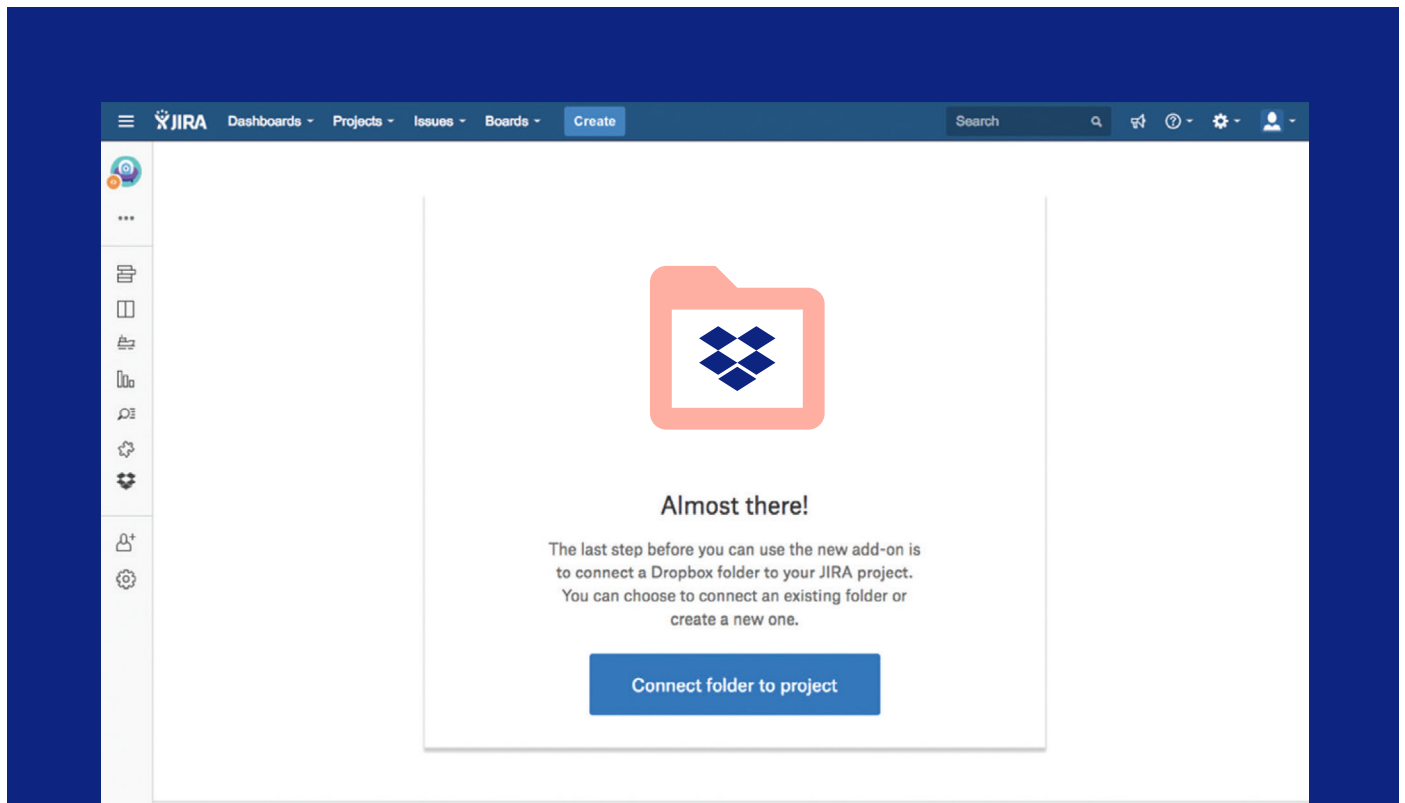 JIRA Dashboards Projects Issues Boards Create Search
Almost there!
The last step before you can use the new add-on is
to connect a Dropbox folder to your JIRA project.
You can choose to connect an existing folder or
create a new one.
Connect folder to project